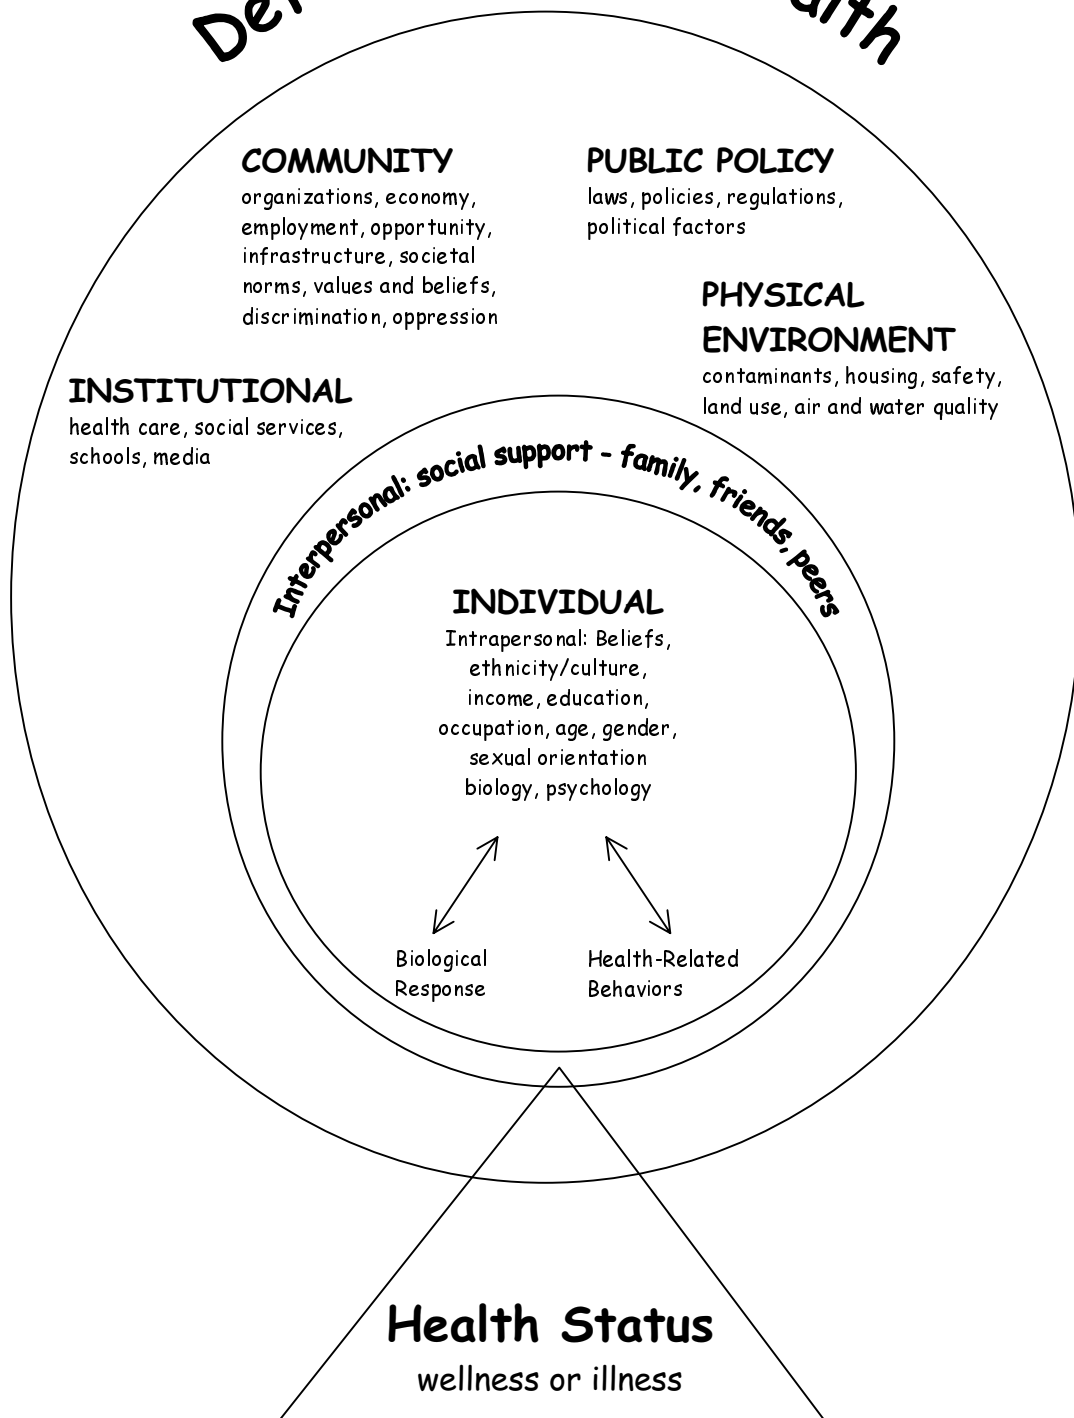 COMMUNITY
organizations, economy,
employment, opportunity,
infrastructure, societal
norms, values and beliefs,
discrimination, oppression
PUBLIC POLICY
laws, policies, regulations,
political factors
PHYSICAL
ENVIRONMENT
contaminants, housing, safety,
land use, air and water quality
INSTITUTIONAL
health care, social services,
schools, media
Interpersonal: social support - family, friends, peers
INDIVIDUAL
Intrapersonal: Beliefs,
ethnicity/culture,
income, education,
occupation, age, gender,
sexual orientation
biology, psychology
Biological
Response
Health-Related
Behaviors
Health Status
wellness or illness